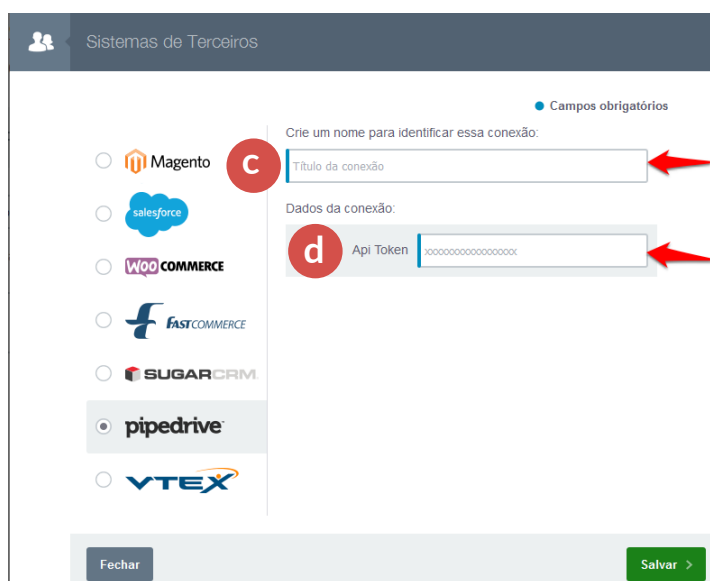 Sistemas de Terceiros
Campos obrigatórios
Crie um nome para identificar essa conexão:
Magento
c
Título da conexão
salesforce
Dados da conexão:
d
Api Token
xxxxxxxxxxxxxxxxx
WOO COMMERCE
FASTCOMMERCE
SUGARCRM
pipedrive
VTEX
Fechar
Salvar >